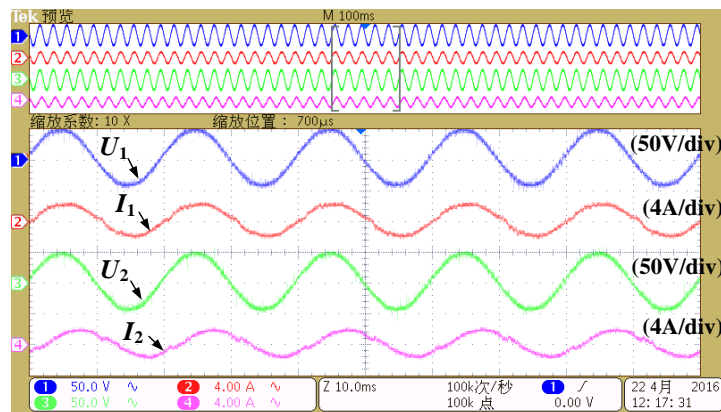 Tek 预览 M 100ms
1
2
3
4
缩放系数: 10 X 缩放位置: 700μs
1 U1 (50V/div)
2 I1 (4A/div)
3 U2 (50V/div)
4 I2 (4A/div)
1 50.0 V ∿ 2 4.00 A ∿ Z 10.0ms 100k次/秒 1 ∫ 22 4月 2016
3 50.0 V ∿ 4 4.00 A ∿ 100k 点 0.00 V 12:17:31